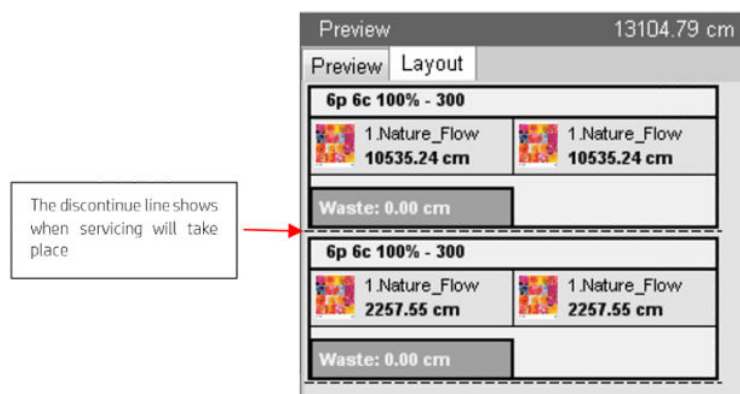 Preview 13104.79 cm
Preview Layout
6p 6c 100% - 300
1.Nature_Flow 1.Nature_Flow
10535.24 cm 10535.24 cm
Waste: 0.00 cm
The discontinue line shows
when servicing will take
place
6p 6c 100% - 300
1.Nature_Flow 1.Nature_Flow
2257.55 cm 2257.55 cm
Waste: 0.00 cm